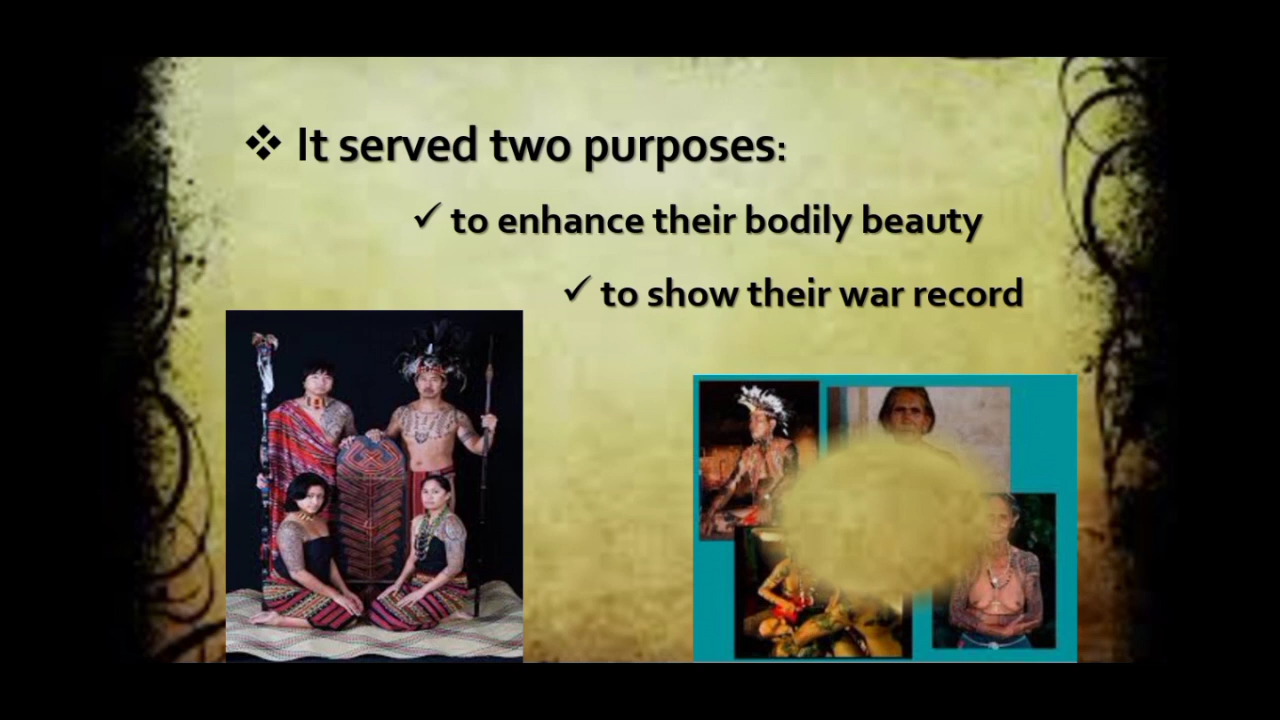 It served two purposes:
to enhance their bodily beauty
to show their war record